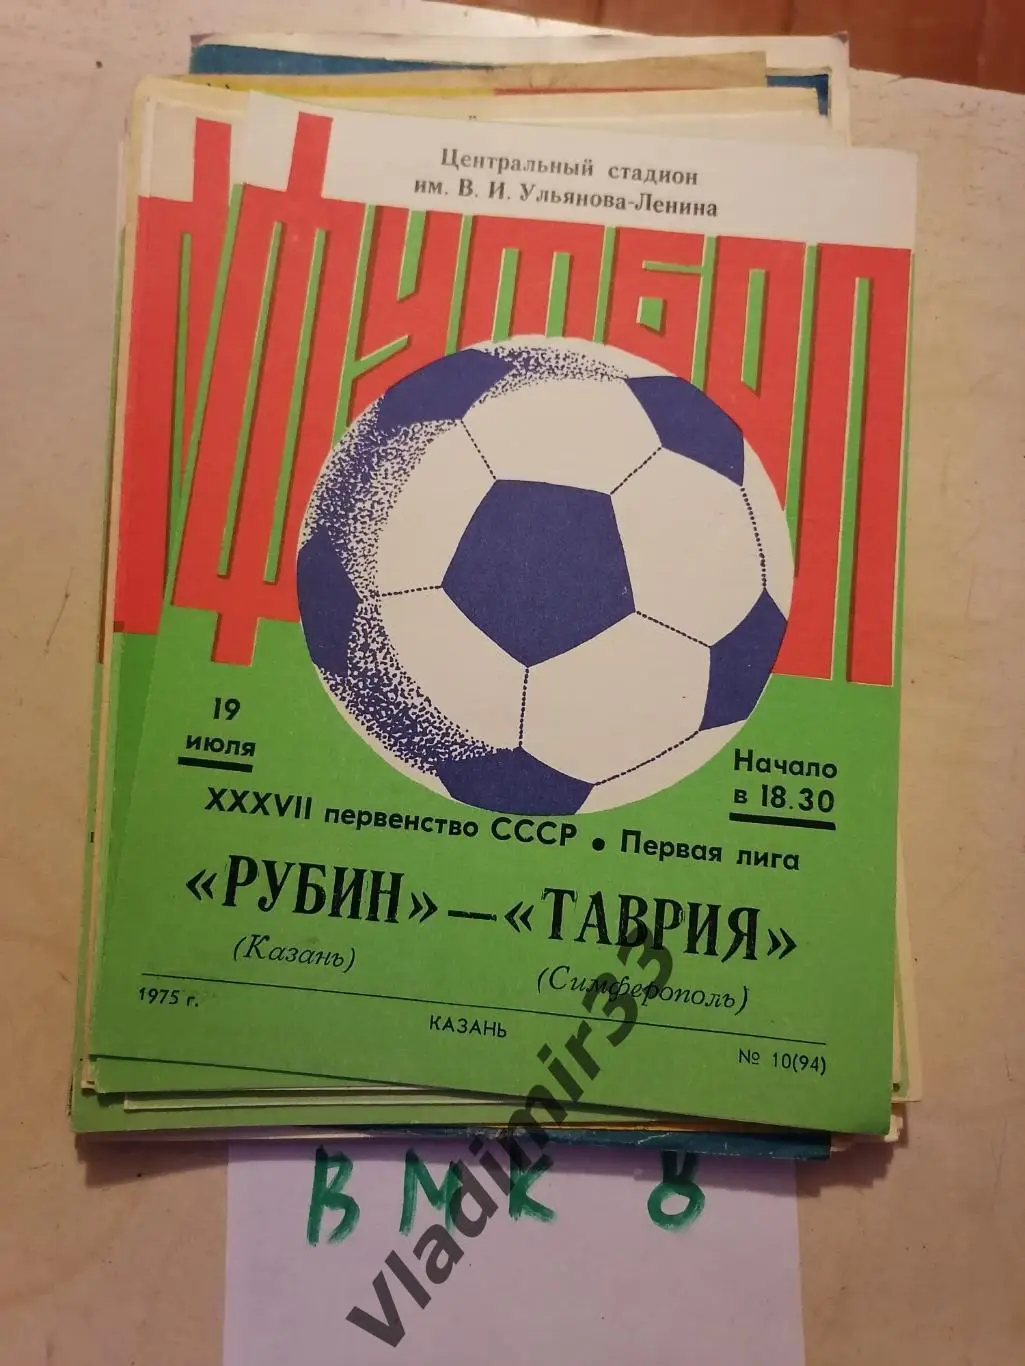 Центральный стадион
им. В. И. Ульянова-Ленина
ФУТБОЛ
19
июля
Начало
в 18.30
XXXVII первенство СССР • Первая лига
«РУБИН» — «ТАВРИЯ»
(Казань)
(Симферополь)
1975 г.
КАЗАНЬ
№ 10(94)
ВМК 8
vladimir33